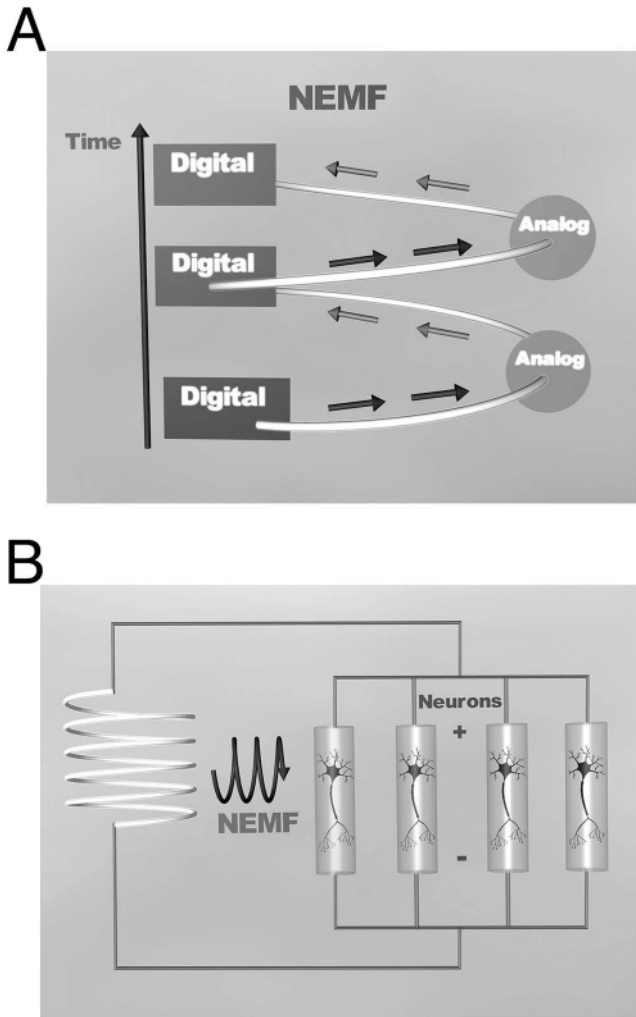 A
NEMF
Time
Digital
Analog
Digital
Analog
Digital
B
Neurons
+
NEMF
-